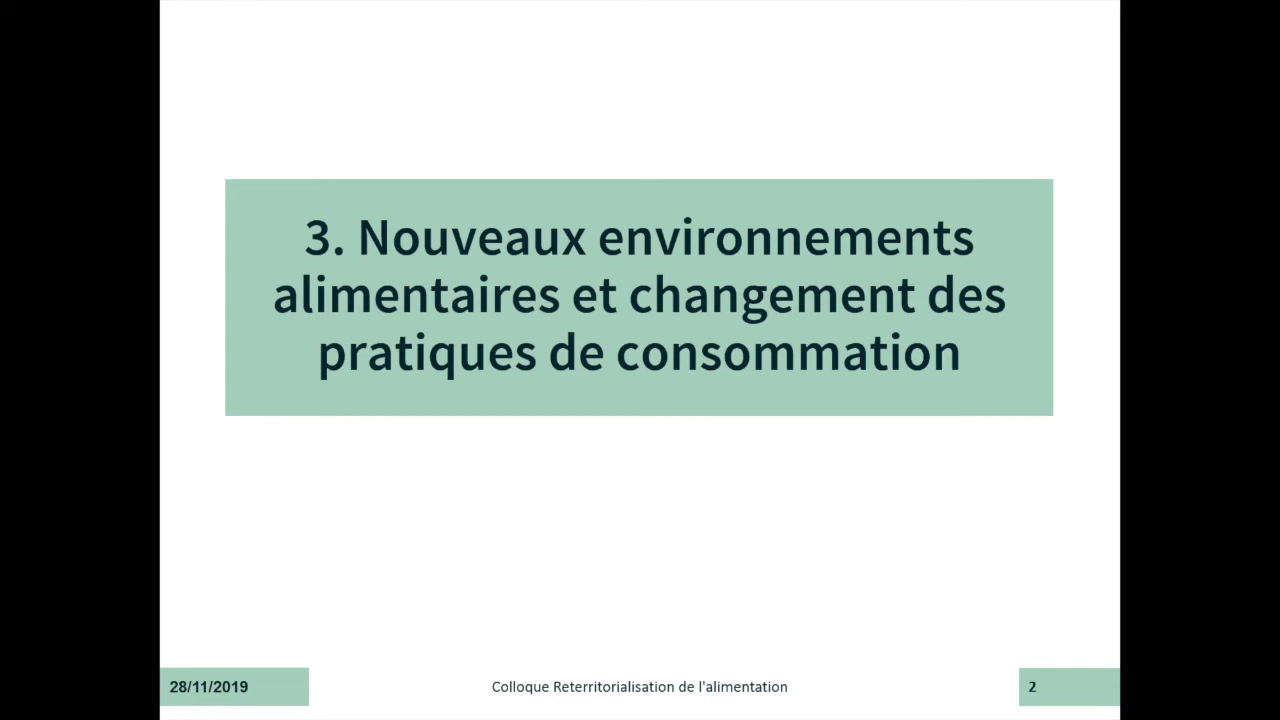 3. Nouveaux environnements
alimentaires et changement des
pratiques de consommation
28/11/2019
Colloque Reterritorialisation de l'alimentation
2